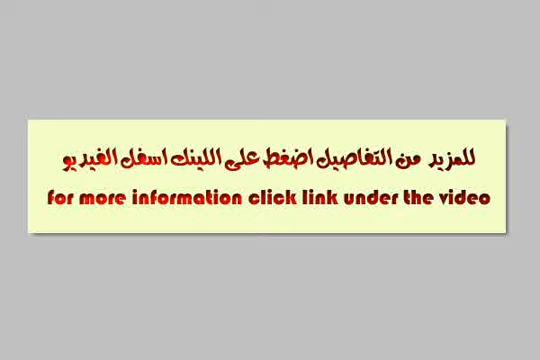 للمزيد من التفاصيل اضغط على اللينك اسفل الفيديو
for more information click link under the video